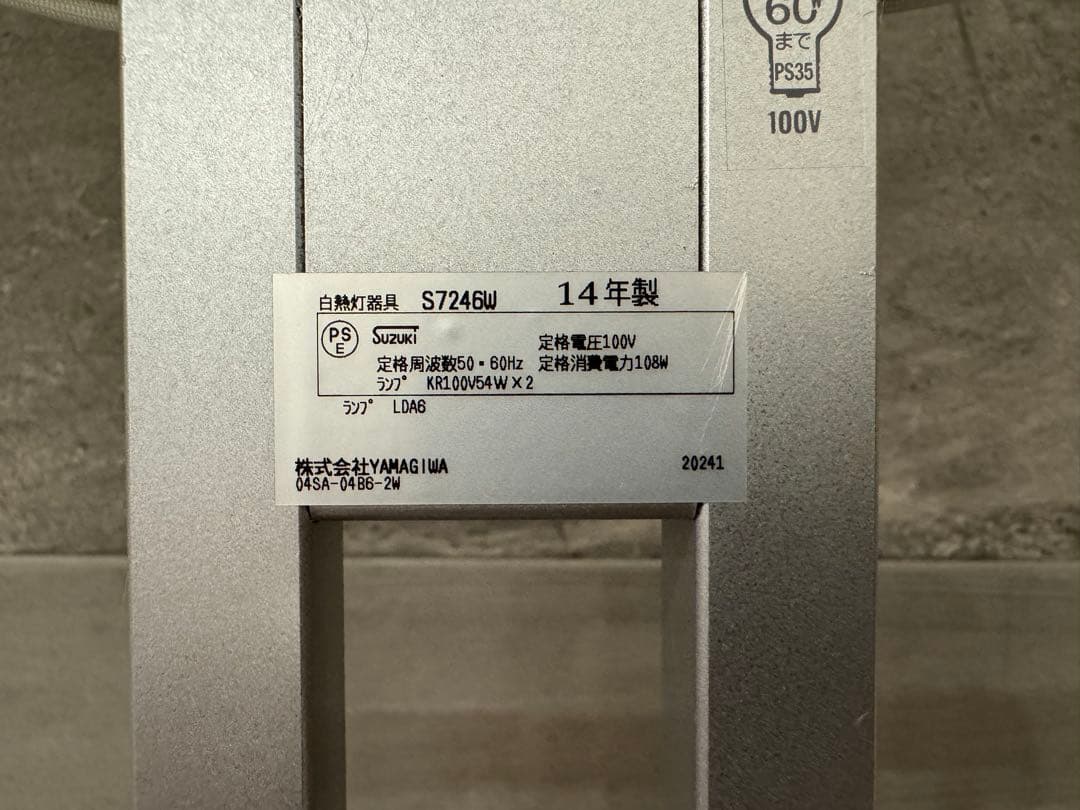 60W
まで
PS35
100V
白熱灯器具 S7246W 14年製
PS
E
SUZUKI 定格電圧100V
定格周波数50・60Hz 定格消費電力108W
ﾗﾝﾌﾟ KR100V54W×2
ﾗﾝﾌﾟ LDA6
株式会社YAMAGIWA 20241
04SA-04B6-2W